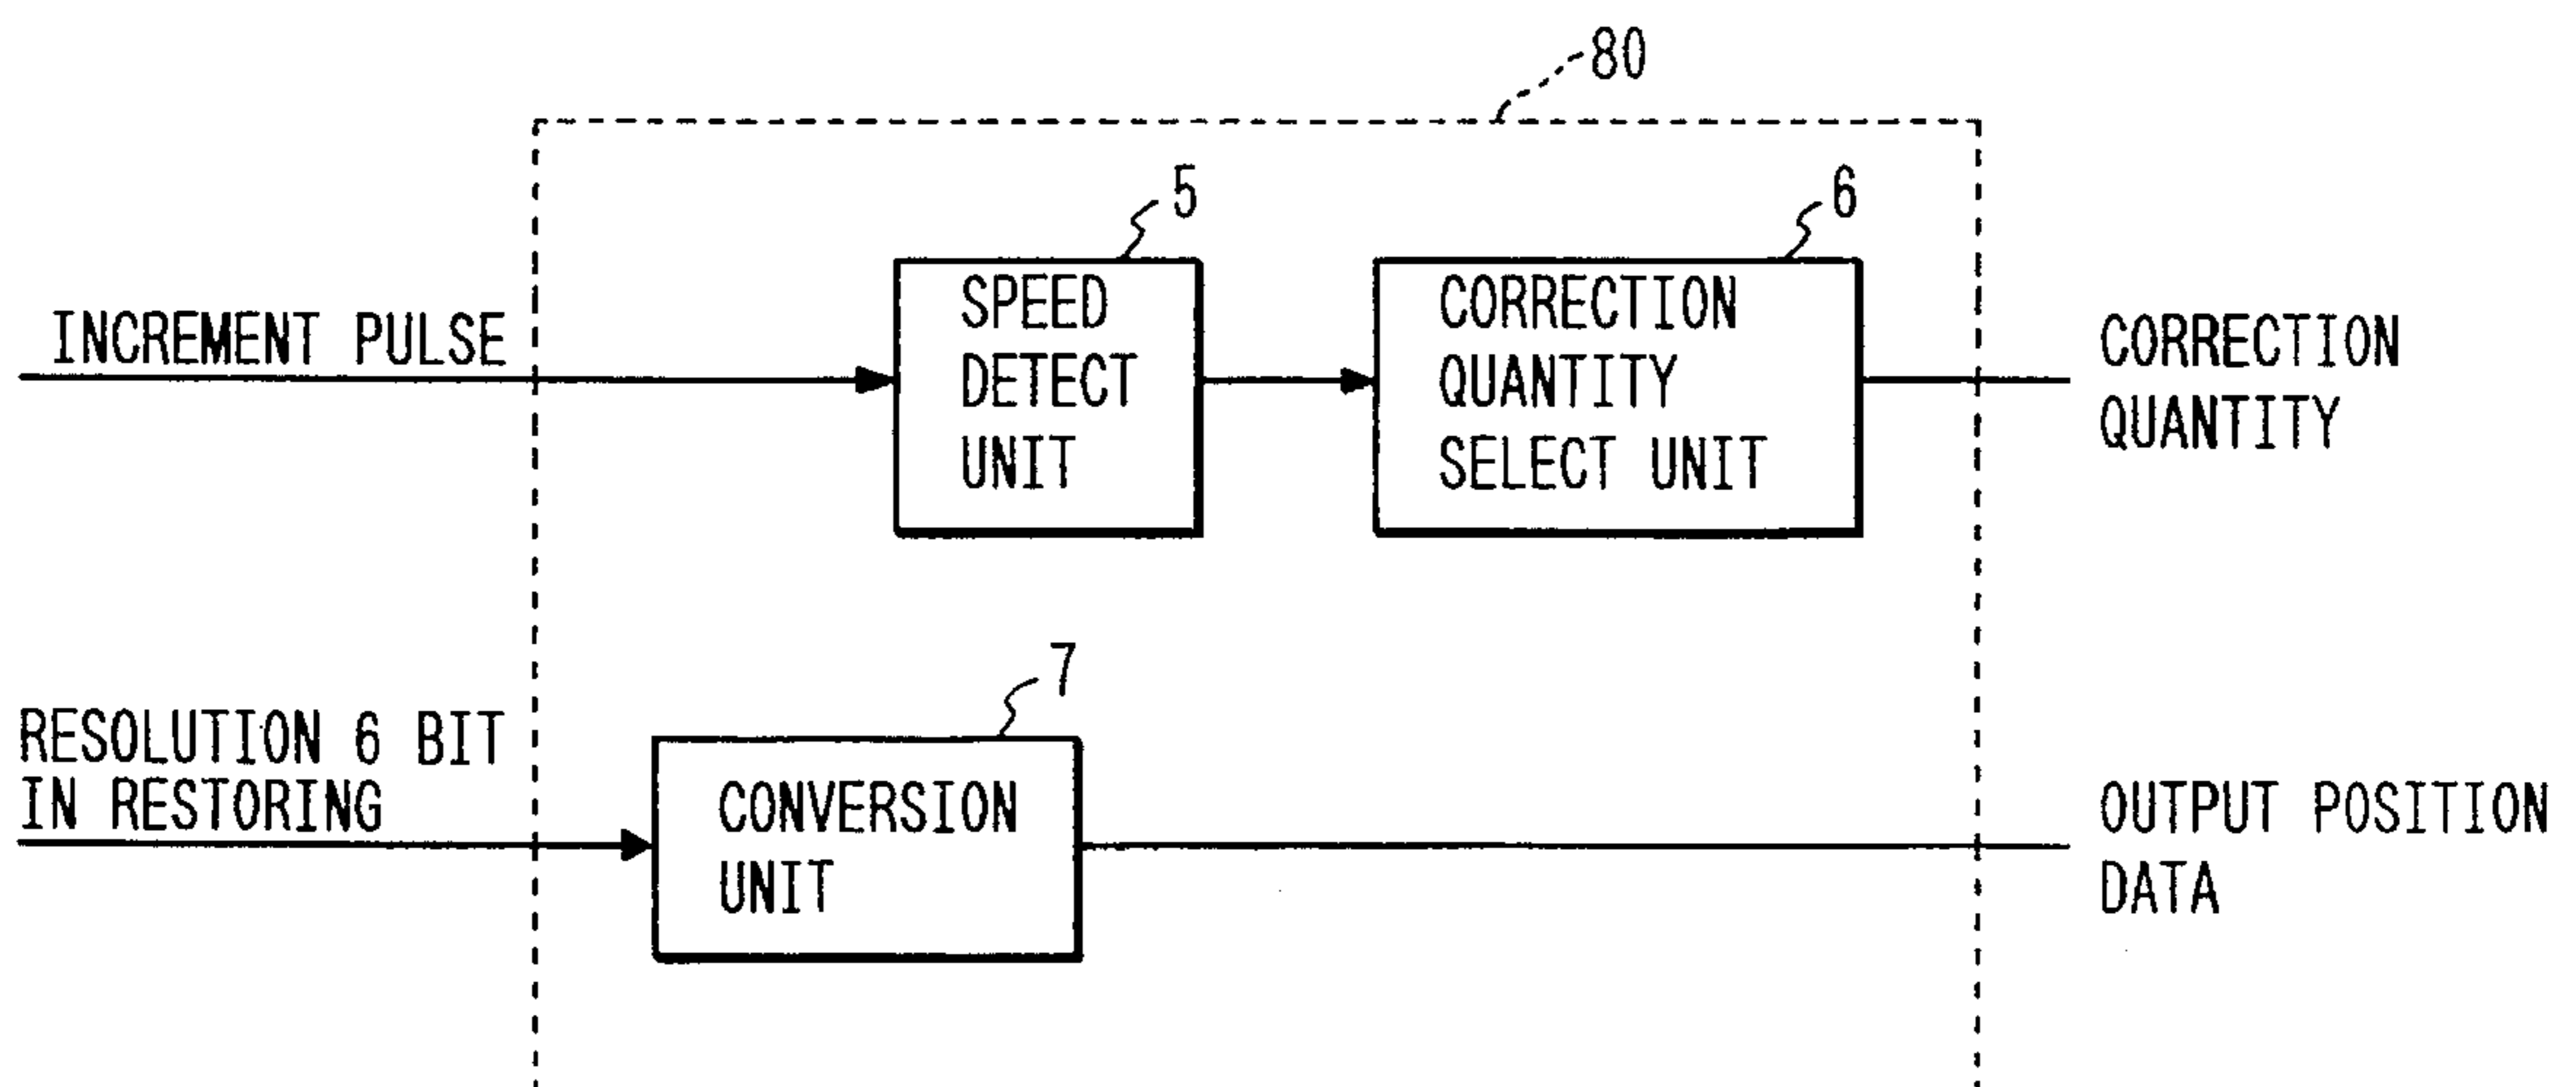 80
5
6
INCREMENT PULSE
SPEED
DETECT
UNIT
CORRECTION
QUANTITY
SELECT UNIT
CORRECTION
QUANTITY
7
RESOLUTION 6 BIT
IN RESTORING
CONVERSION
UNIT
OUTPUT POSITION
DATA